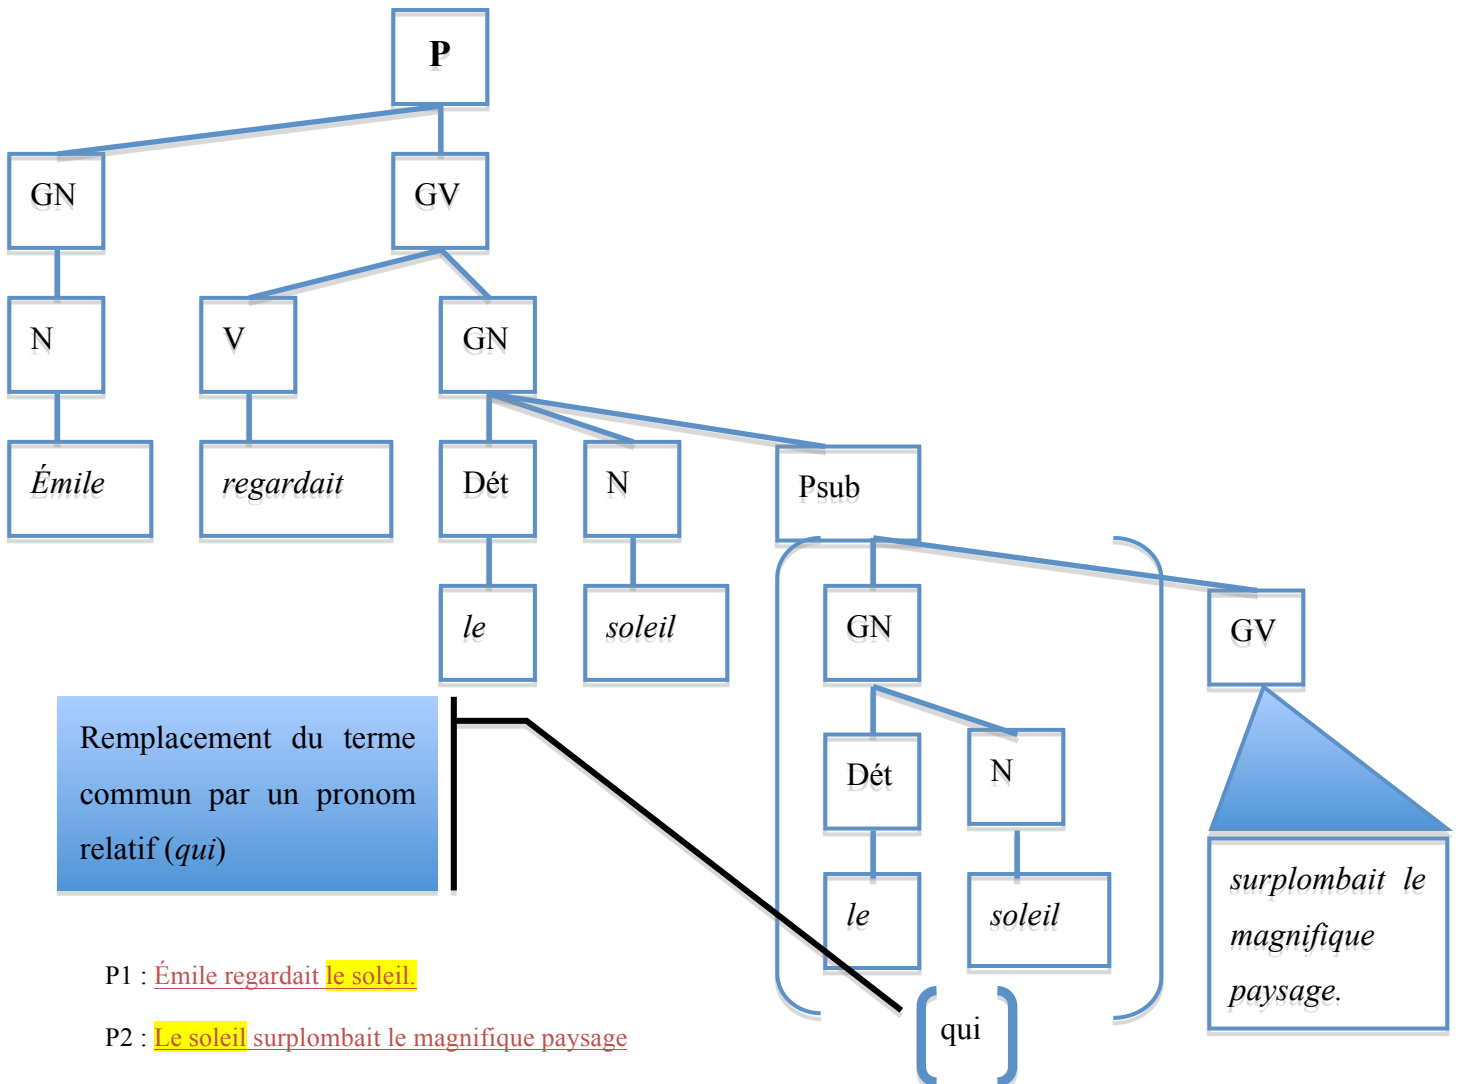 P
GN
GV
N
V
GN
Émile
regardait
Dét
N
Psub
le
soleil
GN
GV
Remplacement du terme
commun par un pronom
relatif (qui)
Dét
N
le
soleil
surplombait le
magnifique
paysage.
P1 : Émile regardait le soleil.
P2 : Le soleil surplombait le magnifique paysage
qui